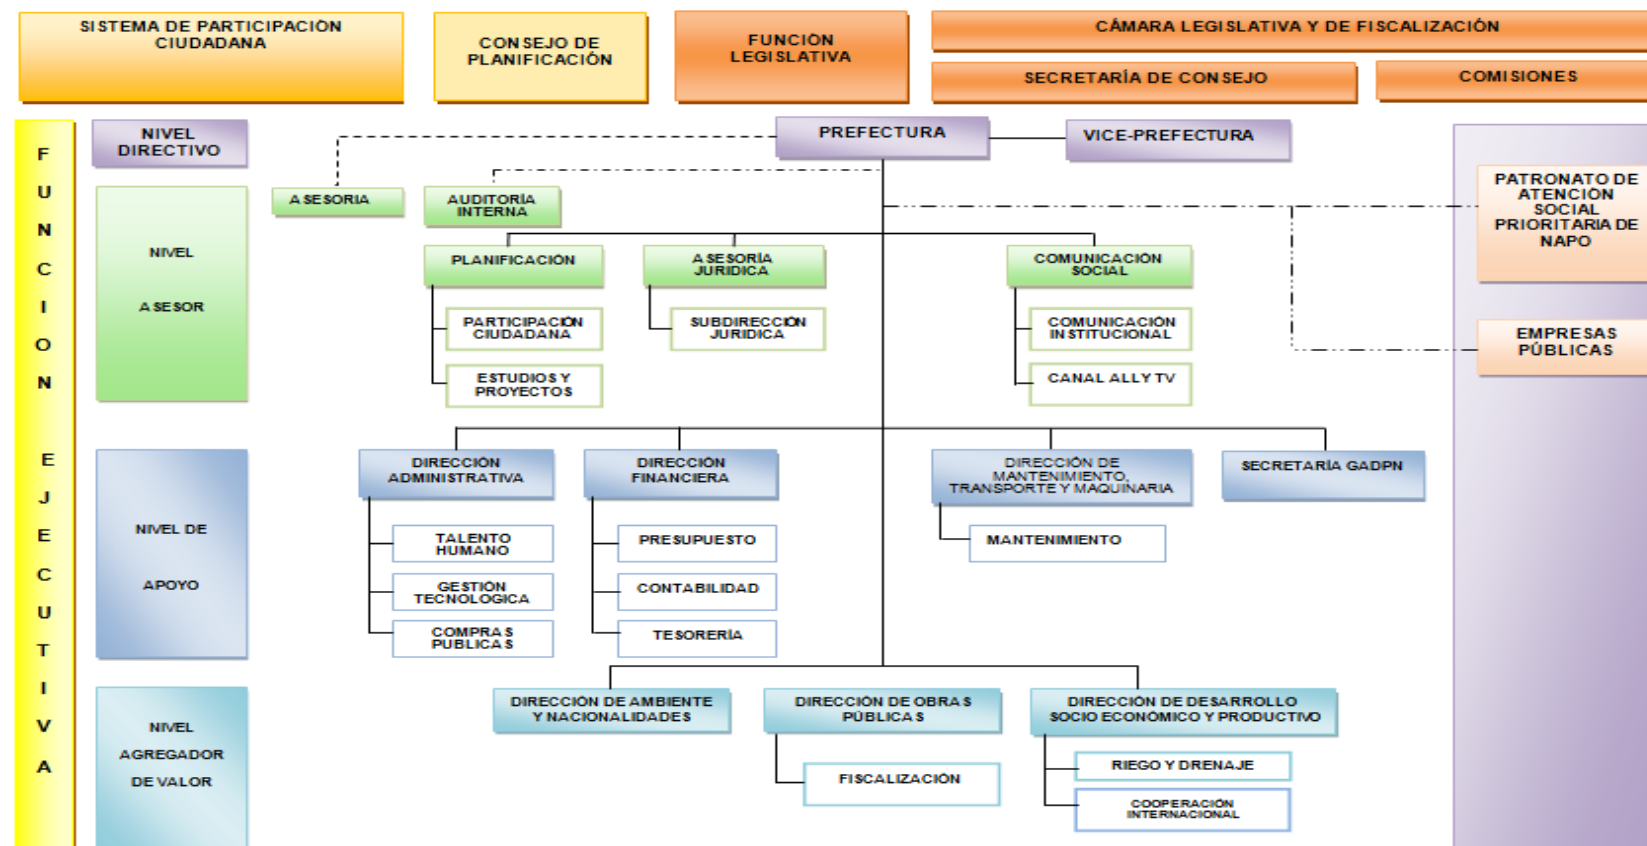 SISTEMA DE PARTICIPACIÓN
CIUDADANA
CONSEJO DE
PLANIFICACIÓN
FUNCIÓN
LEGISLATIVA
CÁMARA LEGISLATIVA Y DE FISCALIZACIÓN
SECRETARÍA DE CONSEJO
COMISIONES
FUNCION EJECUTIVA
NIVEL
DIRECTIVO
PREFECTURA
VICE-PREFECTURA
NIVEL
ASESOR
ASESORIA
AUDITORÍA
INTERNA
PATRONATO DE
ATENCIÓN
SOCIAL
PRIORITARIA DE
NAPO
PLANIFICACIÓN
ASESORÍA
JURIDICA
COMUNICACIÓN
SOCIAL
PARTICIPACIÓN
CIUDADANA
SUBDIRECCIÓN
JURIDICA
COMUNICACIÓN
INSTITUCIONAL
EMPRESAS
PÚBLICAS
ESTUDIOS Y
PROYECTOS
CANAL ALLY TV
NIVEL DE
APOYO
DIRECCIÓN
ADMINISTRATIVA
DIRECCIÓN
FINANCIERA
DIRECCIÓN DE
MANTENIMIENTO,
TRANSPORTE Y MAQUINARIA
SECRETARÍA GADPN
TALENTO
HUMANO
PRESUPUESTO
MANTENIMIENTO
GESTIÓN
TECNOLOGICA
CONTABILIDAD
COMPRAS
PUBLICAS
TESORERÍA
NIVEL
AGREGADOR
DE VALOR
DIRECCIÓN DE AMBIENTE
Y NACIONALIDADES
DIRECCIÓN DE OBRAS
PÚBLICAS
DIRECCIÓN DE DESARROLLO
SOCIO ECONÓMICO Y PRODUCTIVO
FISCALIZACIÓN
RIEGO Y DRENAJE
COOPERACIÓN
INTERNACIONAL